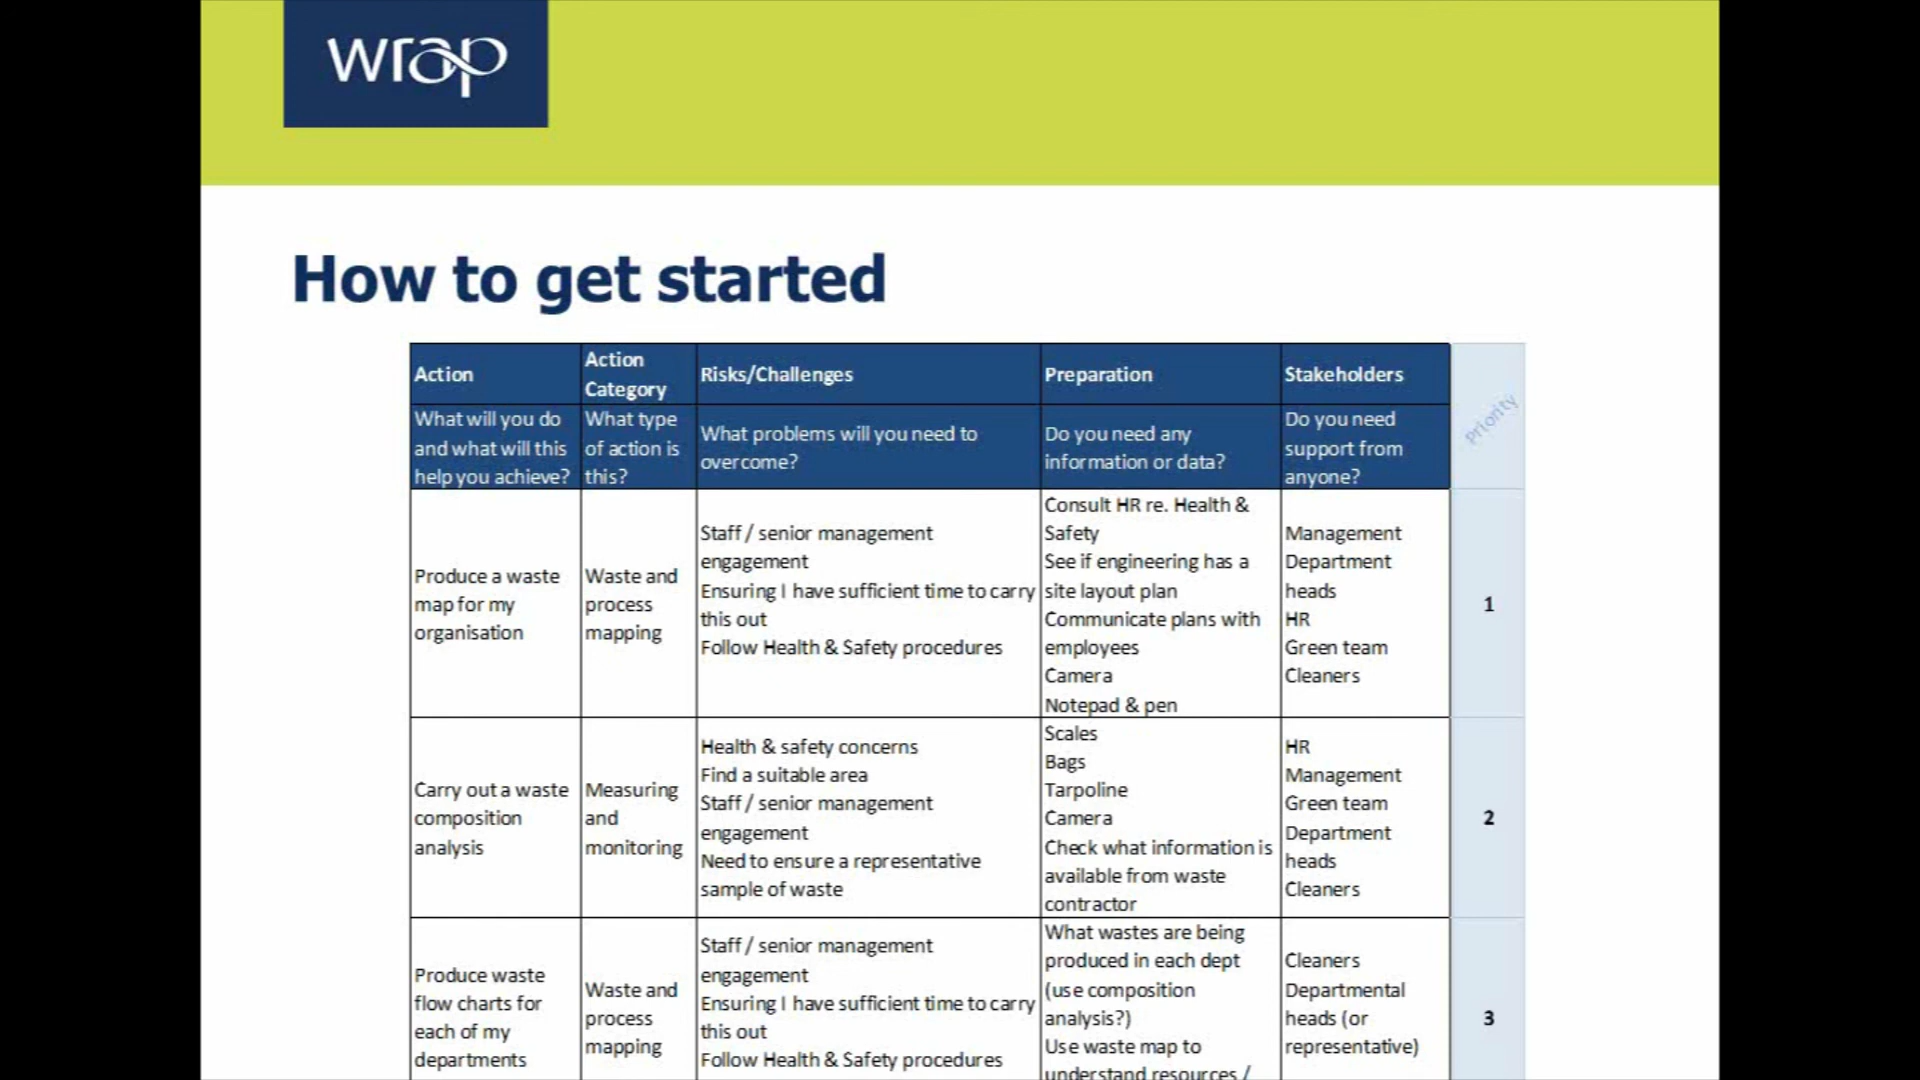 wrap
How to get started
Action
Action
Category
Risks/Challenges
Preparation
Stakeholders
Priority
What will you do
and what will this
help you achieve?
What type
of action is
this?
What problems will you need to
overcome?
Do you need any
information or data?
Do you need
support from
anyone?
Produce a waste
map for my
organisation
Waste and
process
mapping
Staff / senior management
engagement
Ensuring I have sufficient time to carry
this out
Follow Health & Safety procedures
Consult HR re. Health &
Safety
See if engineering has a
site layout plan
Communicate plans with
employees
Camera
Notepad & pen
Management
Department
heads
HR
Green team
Cleaners
1
Carry out a waste
composition
analysis
Measuring
and
monitoring
Health & safety concerns
Find a suitable area
Staff / senior management
engagement
Need to ensure a representative
sample of waste
Scales
Bags
Tarpoline
Camera
Check what information is
available from waste
contractor
HR
Management
Green team
Department
heads
Cleaners
2
Produce waste
flow charts for
each of my
departments
Waste and
process
mapping
Staff / senior management
engagement
Ensuring I have sufficient time to carry
this out
Follow Health & Safety procedures
What wastes are being
produced in each dept
(use composition
analysis?)
Use waste map to
understand resources /
Cleaners
Departmental
heads (or
representative)
3